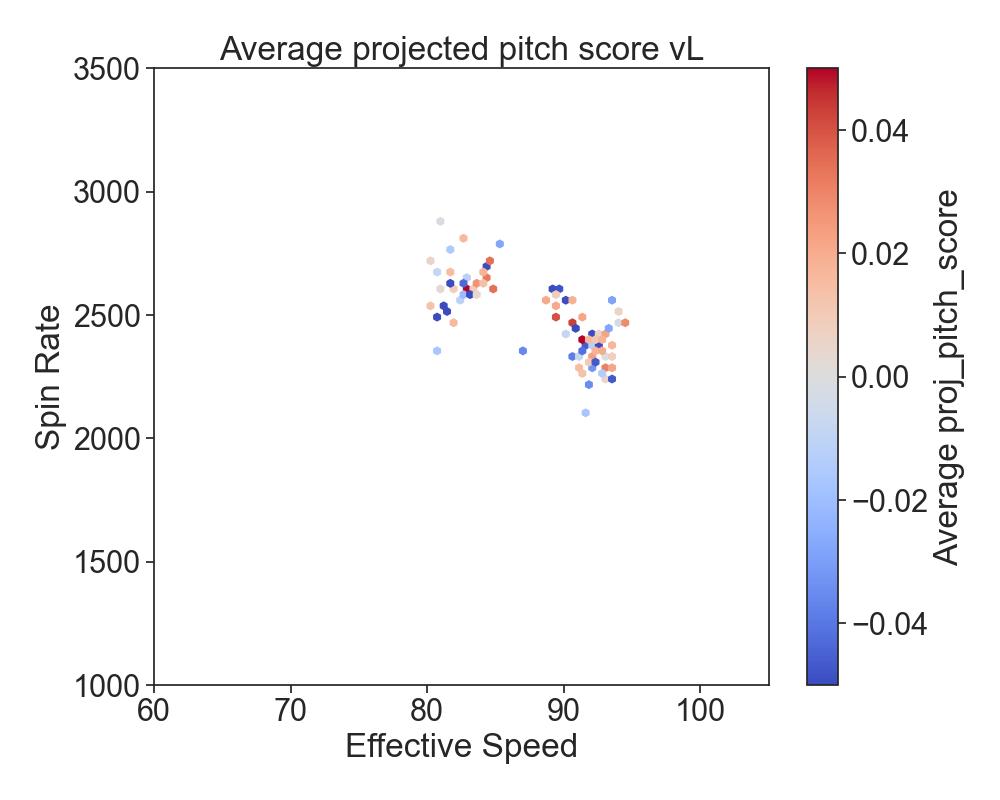 Average projected pitch score vL
3500
3000
2500
2000
1500
1000
Spin Rate
60 70 80 90 100
Effective Speed
0.04
0.02
0.00
−0.02
−0.04
Average proj_pitch_score